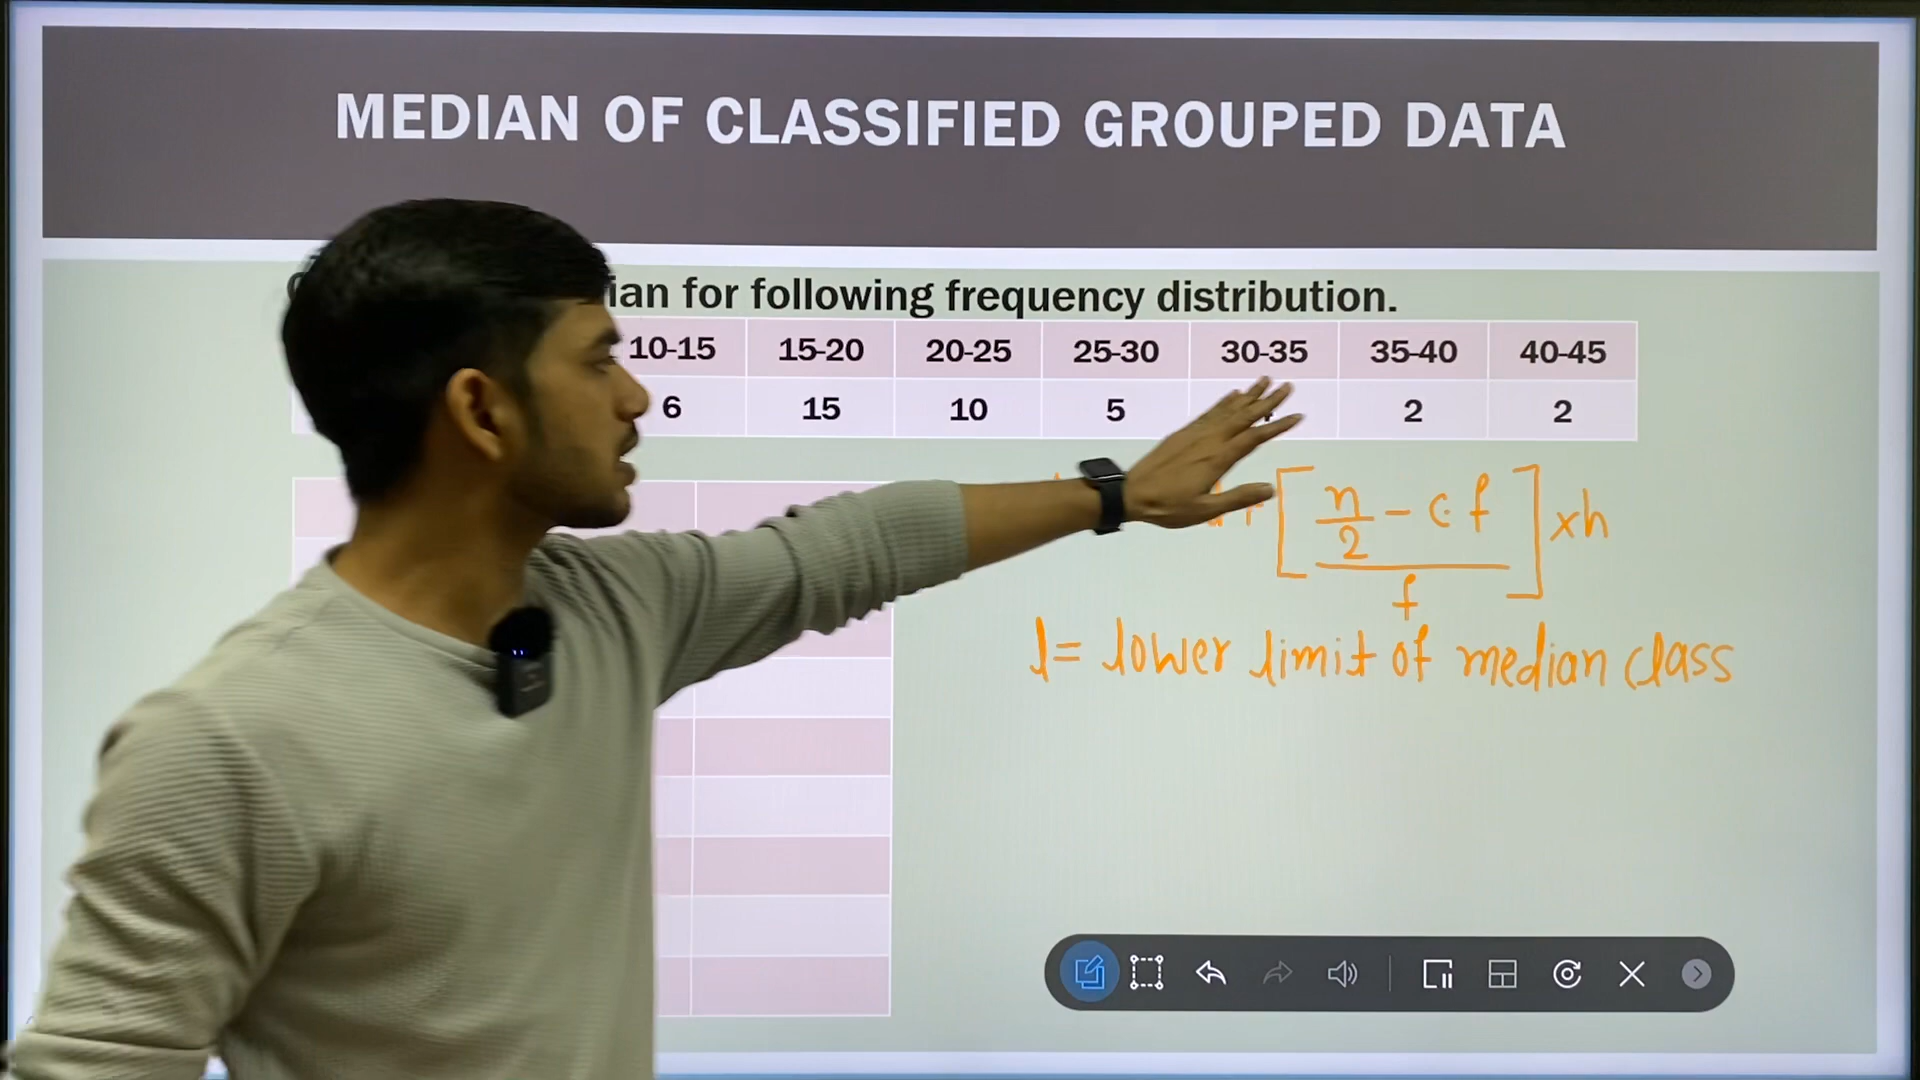 MEDIAN OF CLASSIFIED GROUPED DATA
for following frequency distribution.
10-15 15-20 20-25 25-30 30-35 35-40 40-45
6 15 10 5 2 2
[n/2 - c.f / f] xh
l = lower limit of median class